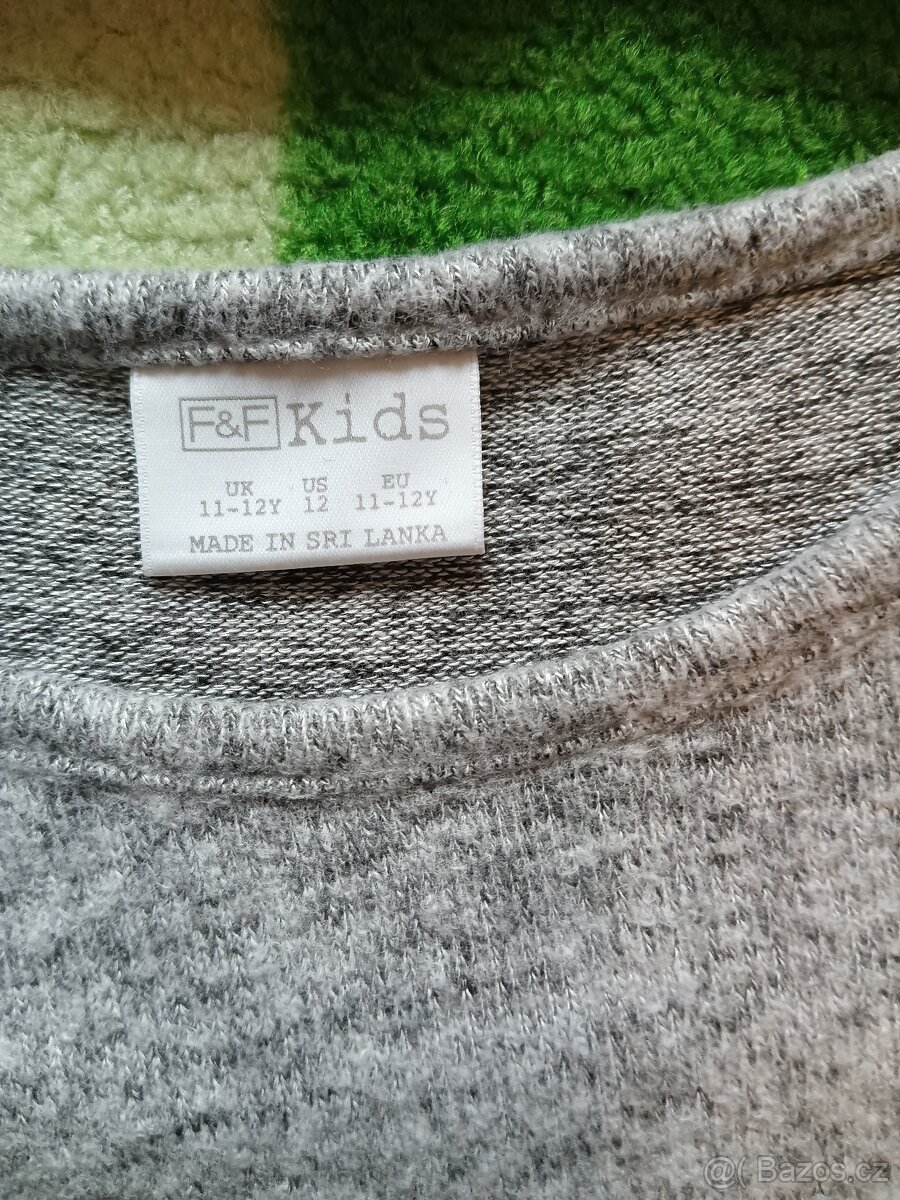 F&F Kids
UK US EU
11-12Y 12 11-12Y
MADE IN SRI LANKA
@( Bazos.cz